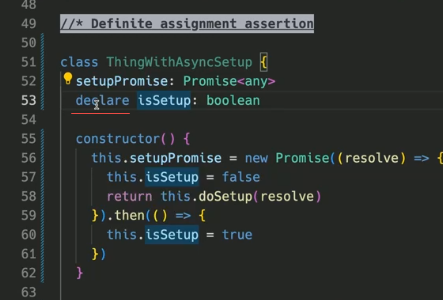 48
49 //* Definite assignment assertion
50
51 class ThingWithAsyncSetup {
52 setupPromise: Promise<any>
53 declare isSetup: boolean
54
55 constructor() {
56 this.setupPromise = new Promise((resolve) => {
57 this.isSetup = false
58 return this.doSetup(resolve)
59 }).then(() => {
60 this.isSetup = true
61 })
62 }
63